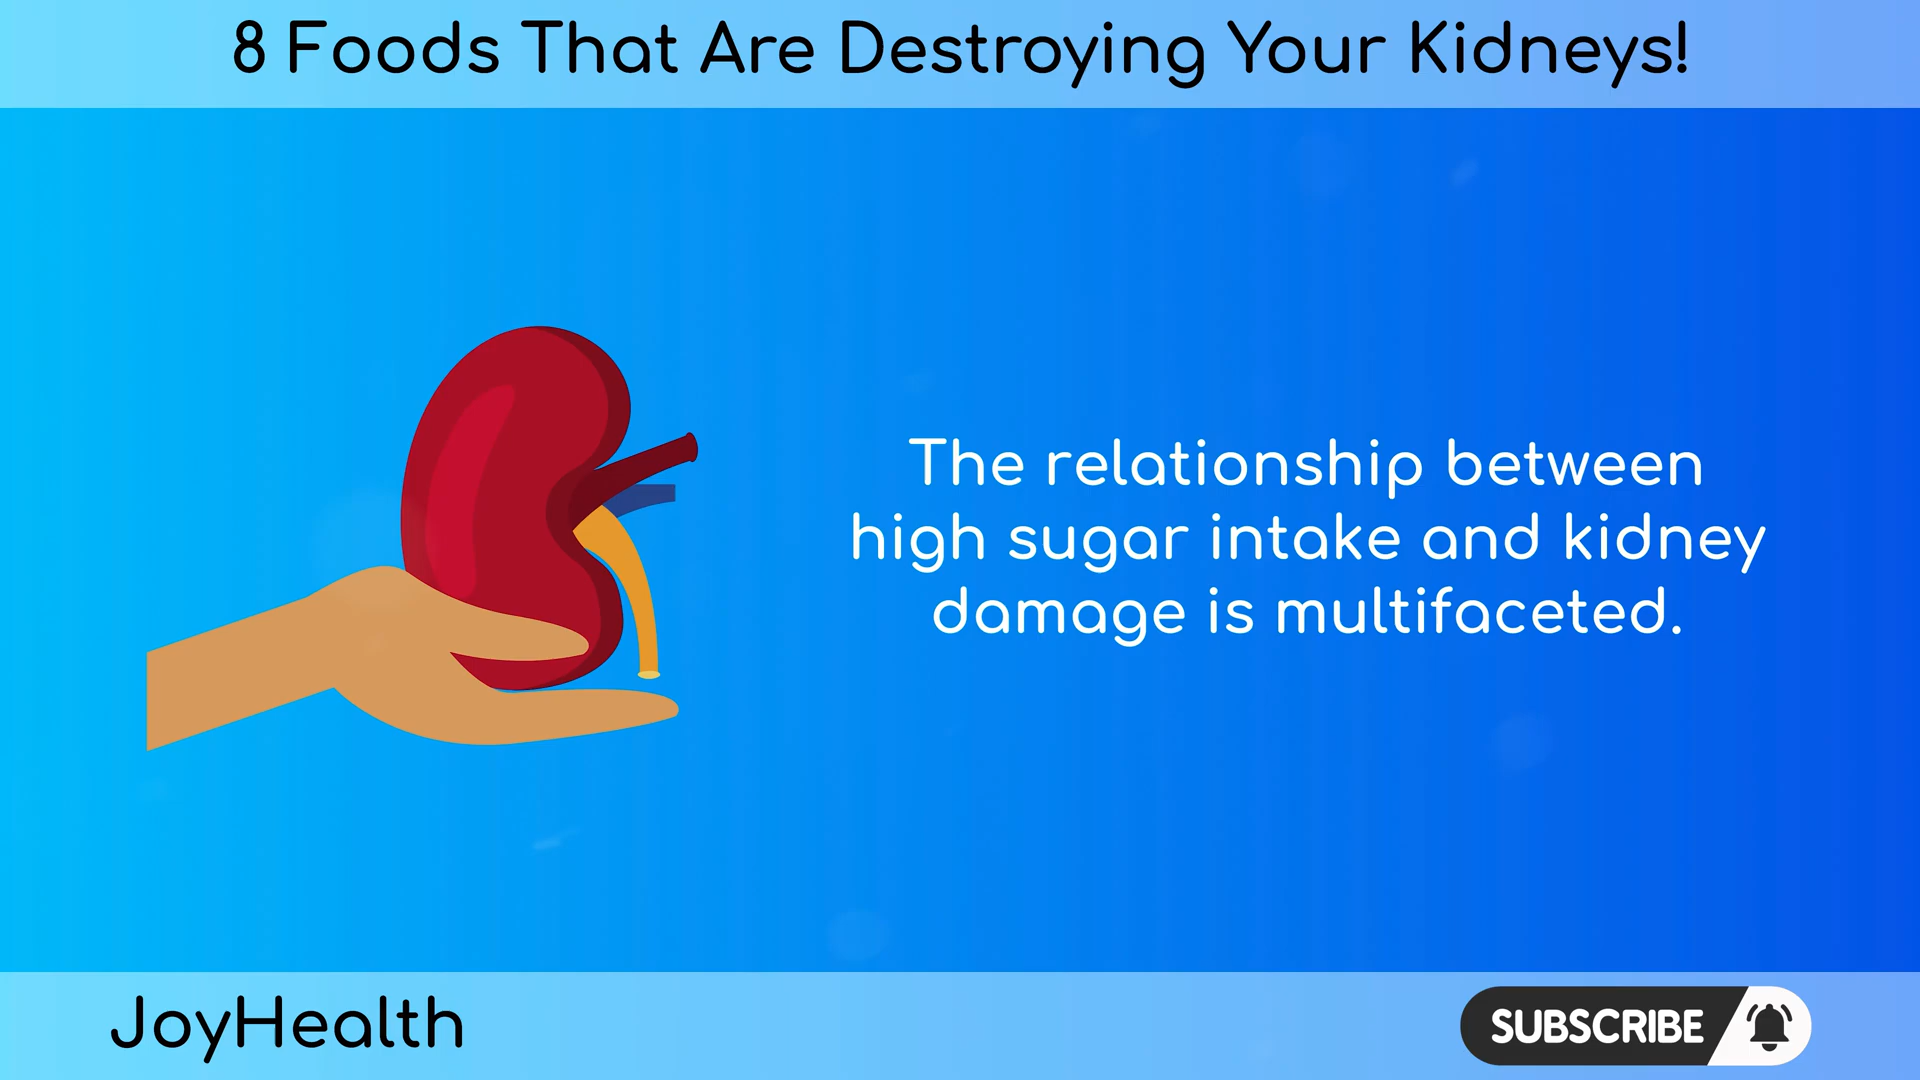 8 Foods That Are Destroying Your Kidneys!
The relationship between
high sugar intake and kidney
damage is multifaceted.
JoyHealth
SUBSCRIBE